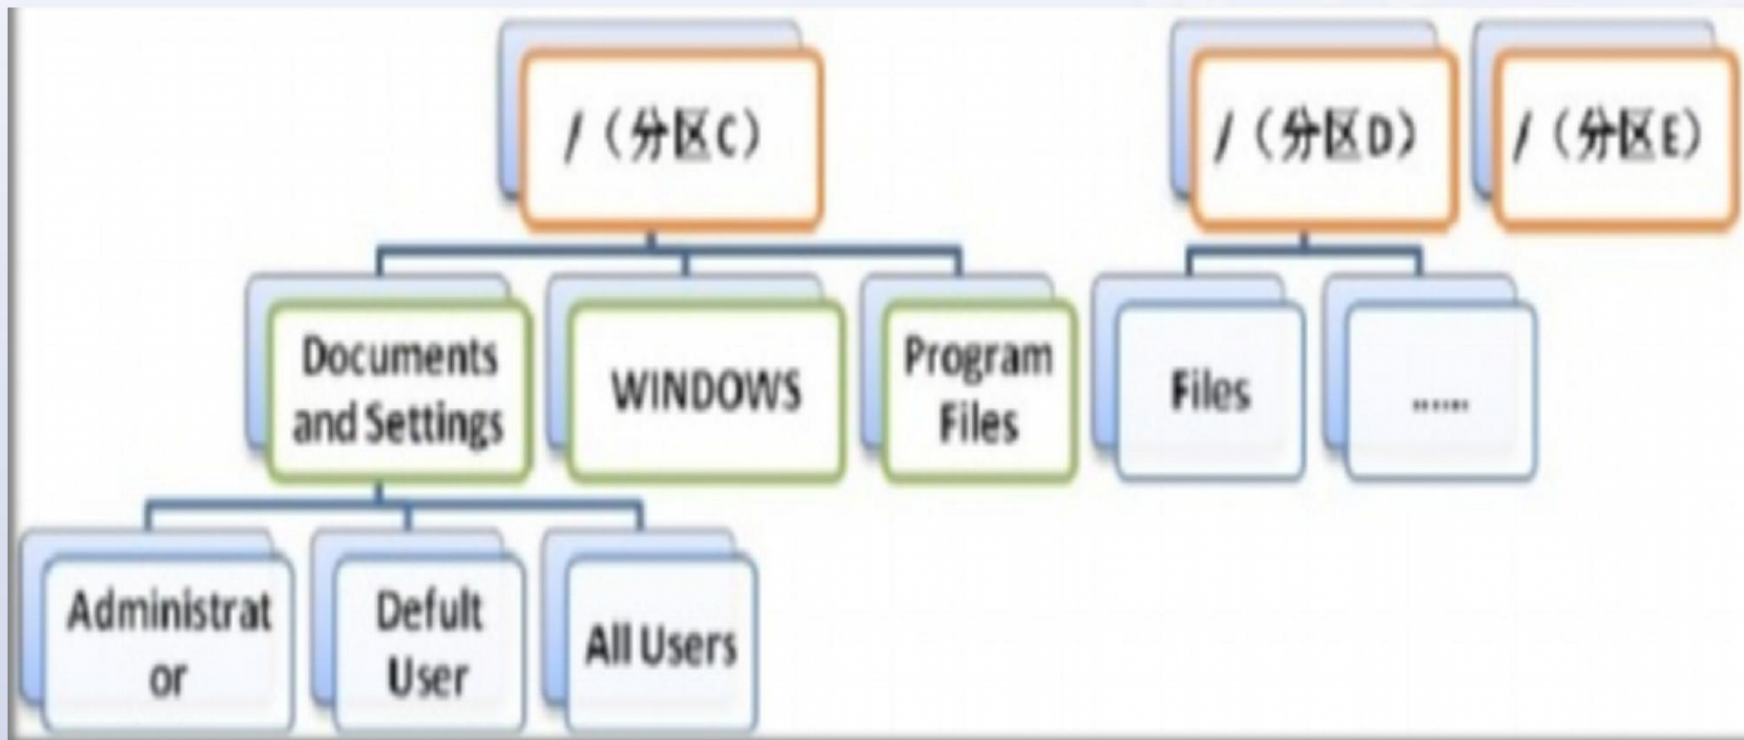 /（分区C）
/（分区D）
/（分区E）
Documents
and Settings
WINDOWS
Program
Files
Files
......
Administrat
or
Defult
User
All Users